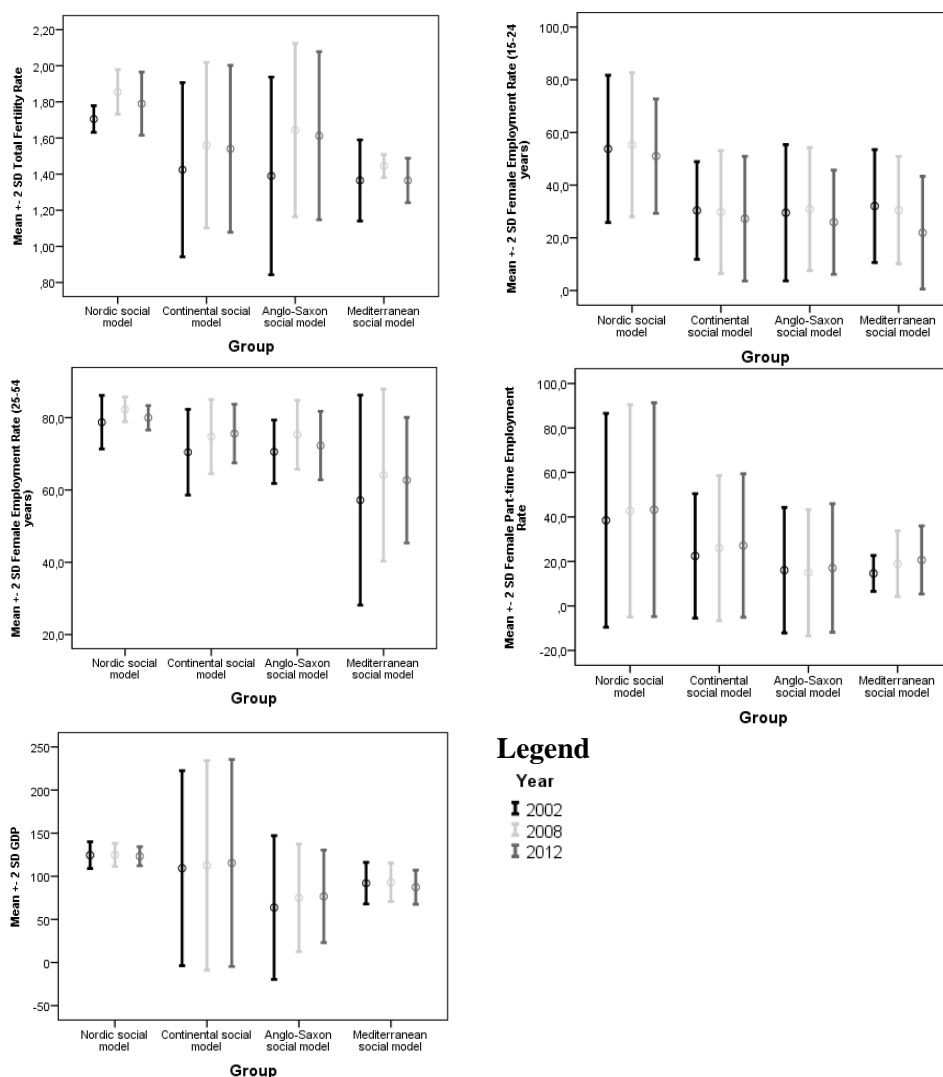 Mean +- 2 SD Total Fertility Rate
2,20
2,00
1,80
1,60
1,40
1,20
1,00
,80
Nordic social model
Continental social model
Anglo-Saxon social model
Mediterranean social model
Group
Mean +- 2 SD Female Employment Rate (15-24
years)
100,0
80,0
60,0
40,0
20,0
,0
Nordic social
model
Continental social
model
Anglo-Saxon
social model
Mediterranean
social model
Group
Mean +- 2 SD Female Employment Rate (25-54
years)
80,0
60,0
40,0
20,0
Nordic social
model
Continental social
model
Anglo-Saxon
social model
Mediterranean
social model
Group
Mean +- 2 SD Female Part-time Employment
Rate
100,0
80,0
60,0
40,0
20,0
,0
-20,0
Nordic social
model
Continental
social model
Anglo-Saxon
social model
Mediterranean
social model
Group
Mean +- 2 SD GDP
250
200
150
100
50
0
-50
Nordic social
model
Continental social
model
Anglo-Saxon
social model
Mediterranean
social model
Group
Legend
Year
2002
2008
2012